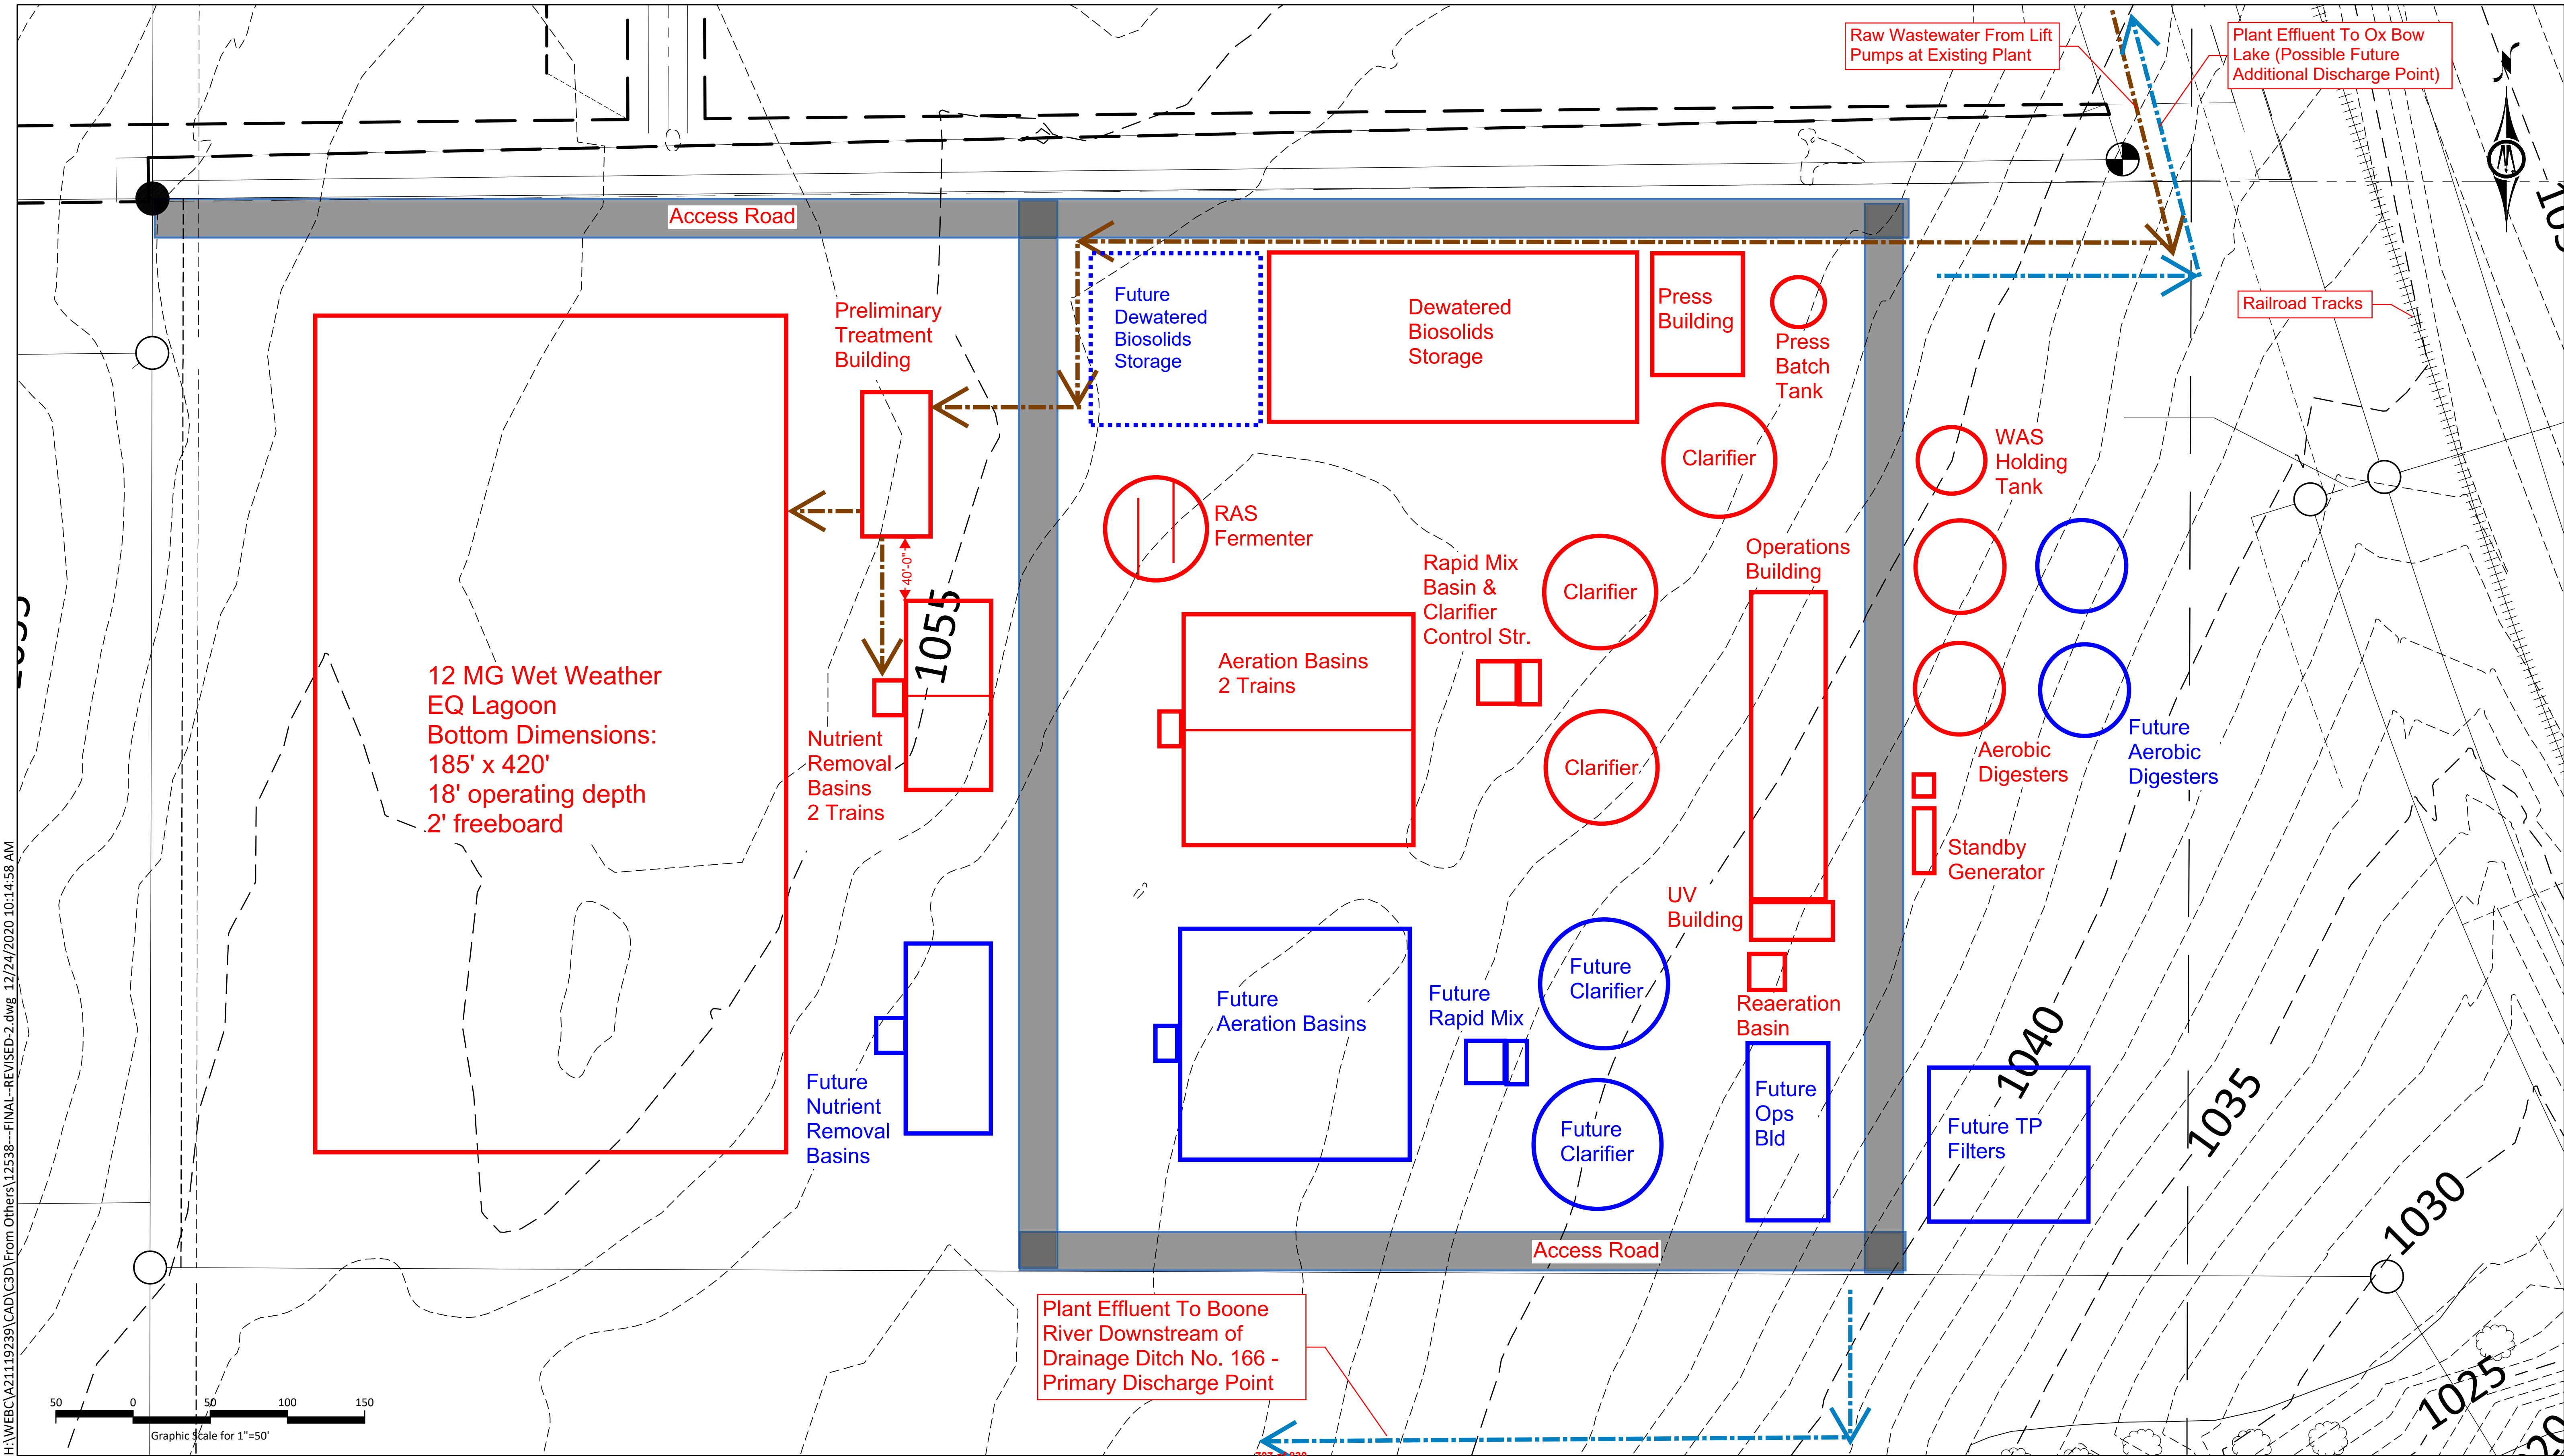 Raw Wastewater From Lift
Pumps at Existing Plant
Plant Effluent To Ox Bow
Lake (Possible Future
Additional Discharge Point)
N
Access Road
Railroad Tracks
Preliminary
Treatment
Building
Future
Dewatered
Biosolids
Storage
Dewatered
Biosolids
Storage
Press
Building
Press
Batch
Tank
Clarifier
WAS
Holding
Tank
RAS
Fermenter
Rapid Mix
Basin &
Clarifier
Control Str.
Clarifier
Operations
Building
40'-0"
1055
12 MG Wet Weather
EQ Lagoon
Bottom Dimensions:
185' x 420'
18' operating depth
2' freeboard
Nutrient
Removal
Basins
2 Trains
Aeration Basins
2 Trains
Clarifier
Aerobic
Digesters
Future
Aerobic
Digesters
Standby
Generator
UV
Building
Reaeration
Basin
Future
Nutrient
Removal
Basins
Future
Aeration Basins
Future
Rapid Mix
Future
Clarifier
Future
Clarifier
Future
Ops
Bld
Future TP
Filters
1040
1035
1030
1025
Access Road
Plant Effluent To Boone
River Downstream of
Drainage Ditch No. 166 -
Primary Discharge Point
50 0 50 100 150
Graphic Scale for 1"=50'
H:\WEBC\A21119239\CAD\C3D\From Others\12538---FINAL--REVISED-2.dwg 12/24/2020 10:14:58 AM